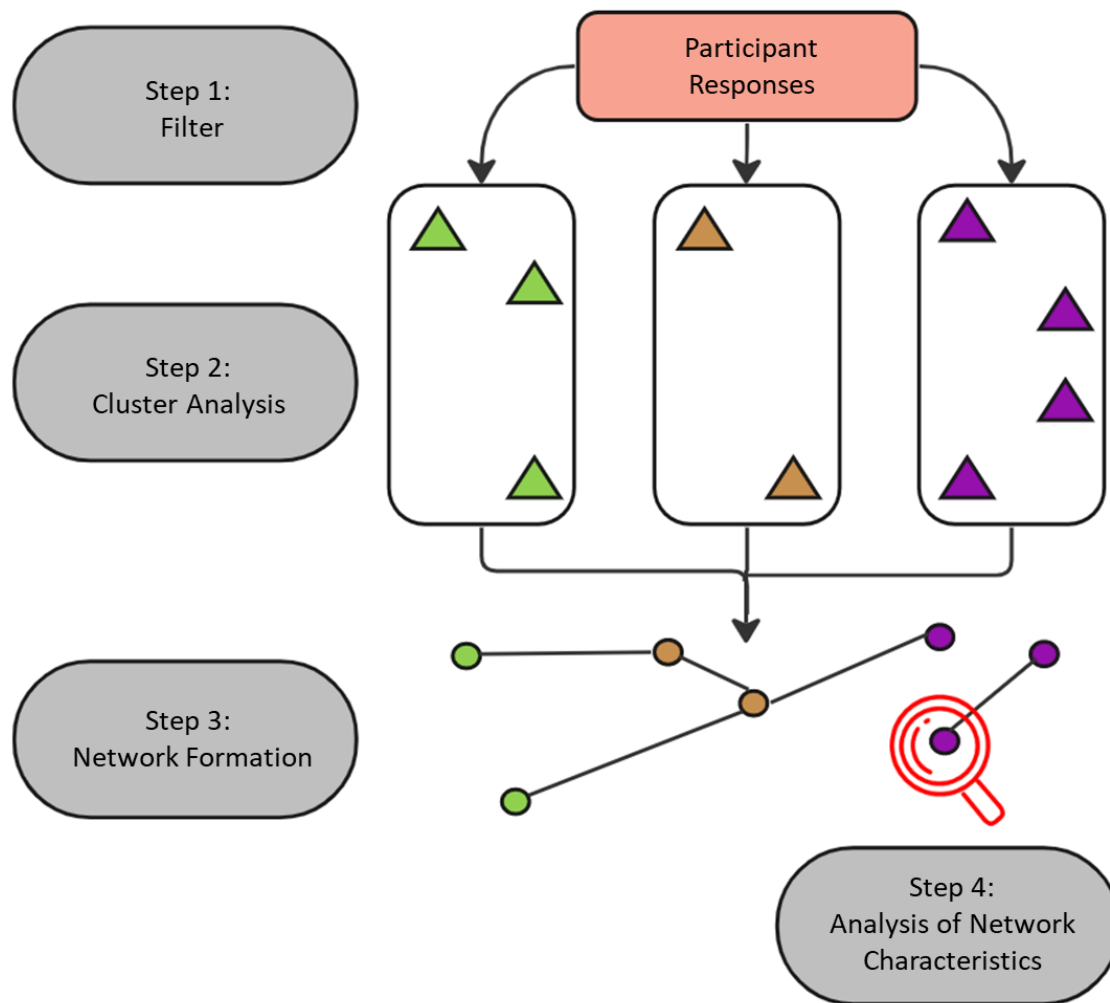 Participant
Responses
Step 1:
Filter
Step 2:
Cluster Analysis
Step 3:
Network Formation
Step 4:
Analysis of Network
Characteristics